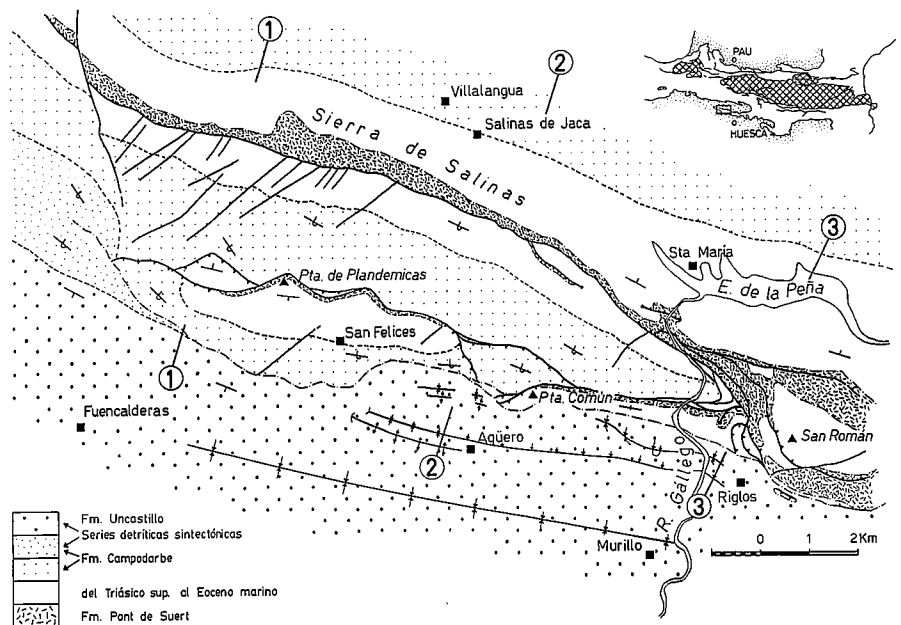 1
2
3
PAU
HUESCA
Villalangua
Salinas de Jaca
Sierra de Salinas
Sta María
E. de la Peña
Pta. de Plandemicas
San Felices
1
Fuencalderas
Pta. Común
2
Agüero
R. Gallego
San Román
Riglos
3
Murillo
0 1 2 Km
Fm. Uncastillo
Series detríticas sintectónicas
Fm. Campodarbe
del Triásico sup. al Eoceno marino
Fm. Pont de Suert